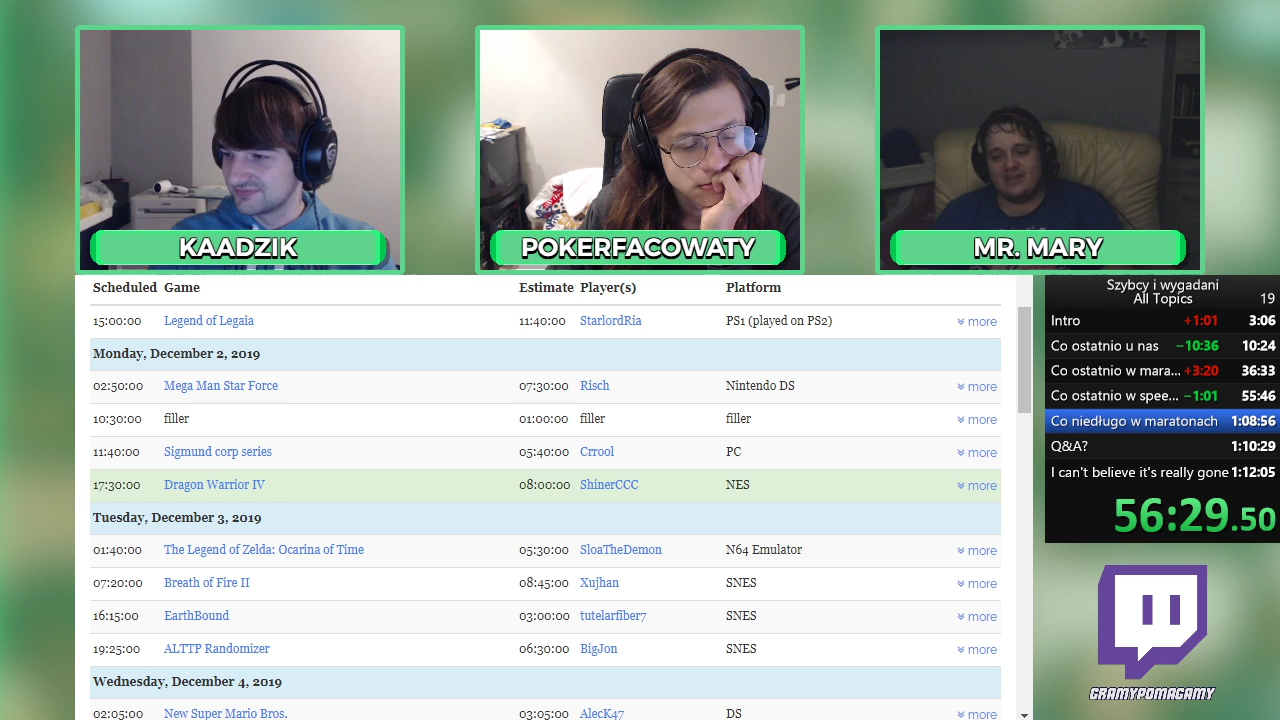 KAADZIK
POKERFACOWATY
MR. MARY
Scheduled Game Estimate Player(s) Platform
15:00:00 Legend of Legaia 11:40:00 StarlordRia PS1 (played on PS2) more
Monday, December 2, 2019
02:50:00 Mega Man Star Force 07:30:00 Risch Nintendo DS more
10:30:00 filler 01:00:00 filler filler more
11:40:00 Sigmund corp series 05:40:00 Crrool PC more
17:30:00 Dragon Warrior IV 08:00:00 ShinerCCC NES more
Tuesday, December 3, 2019
01:40:00 The Legend of Zelda: Ocarina of Time 05:30:00 SloaTheDemon N64 Emulator more
07:20:00 Breath of Fire II 08:45:00 Xujhan SNES more
16:15:00 EarthBound 03:00:00 tutelarfiber7 SNES more
19:25:00 ALTTP Randomizer 06:30:00 BigJon SNES more
Wednesday, December 4, 2019
02:05:00 New Super Mario Bros. 03:05:00 AlecK47 DS more
Szybcy i wygadani
All Topics 19
Intro +1:01 3:06
Co ostatnio u nas −10:36 10:24
Co ostatnio w mara... +3:20 36:33
Co ostatnio w spee... −1:01 55:46
Co niedługo w maratonach 1:08:56
Q&A? 1:10:29
I can't believe it's really gone 1:12:05
56:29.50
GRAMYPOMAGAMY